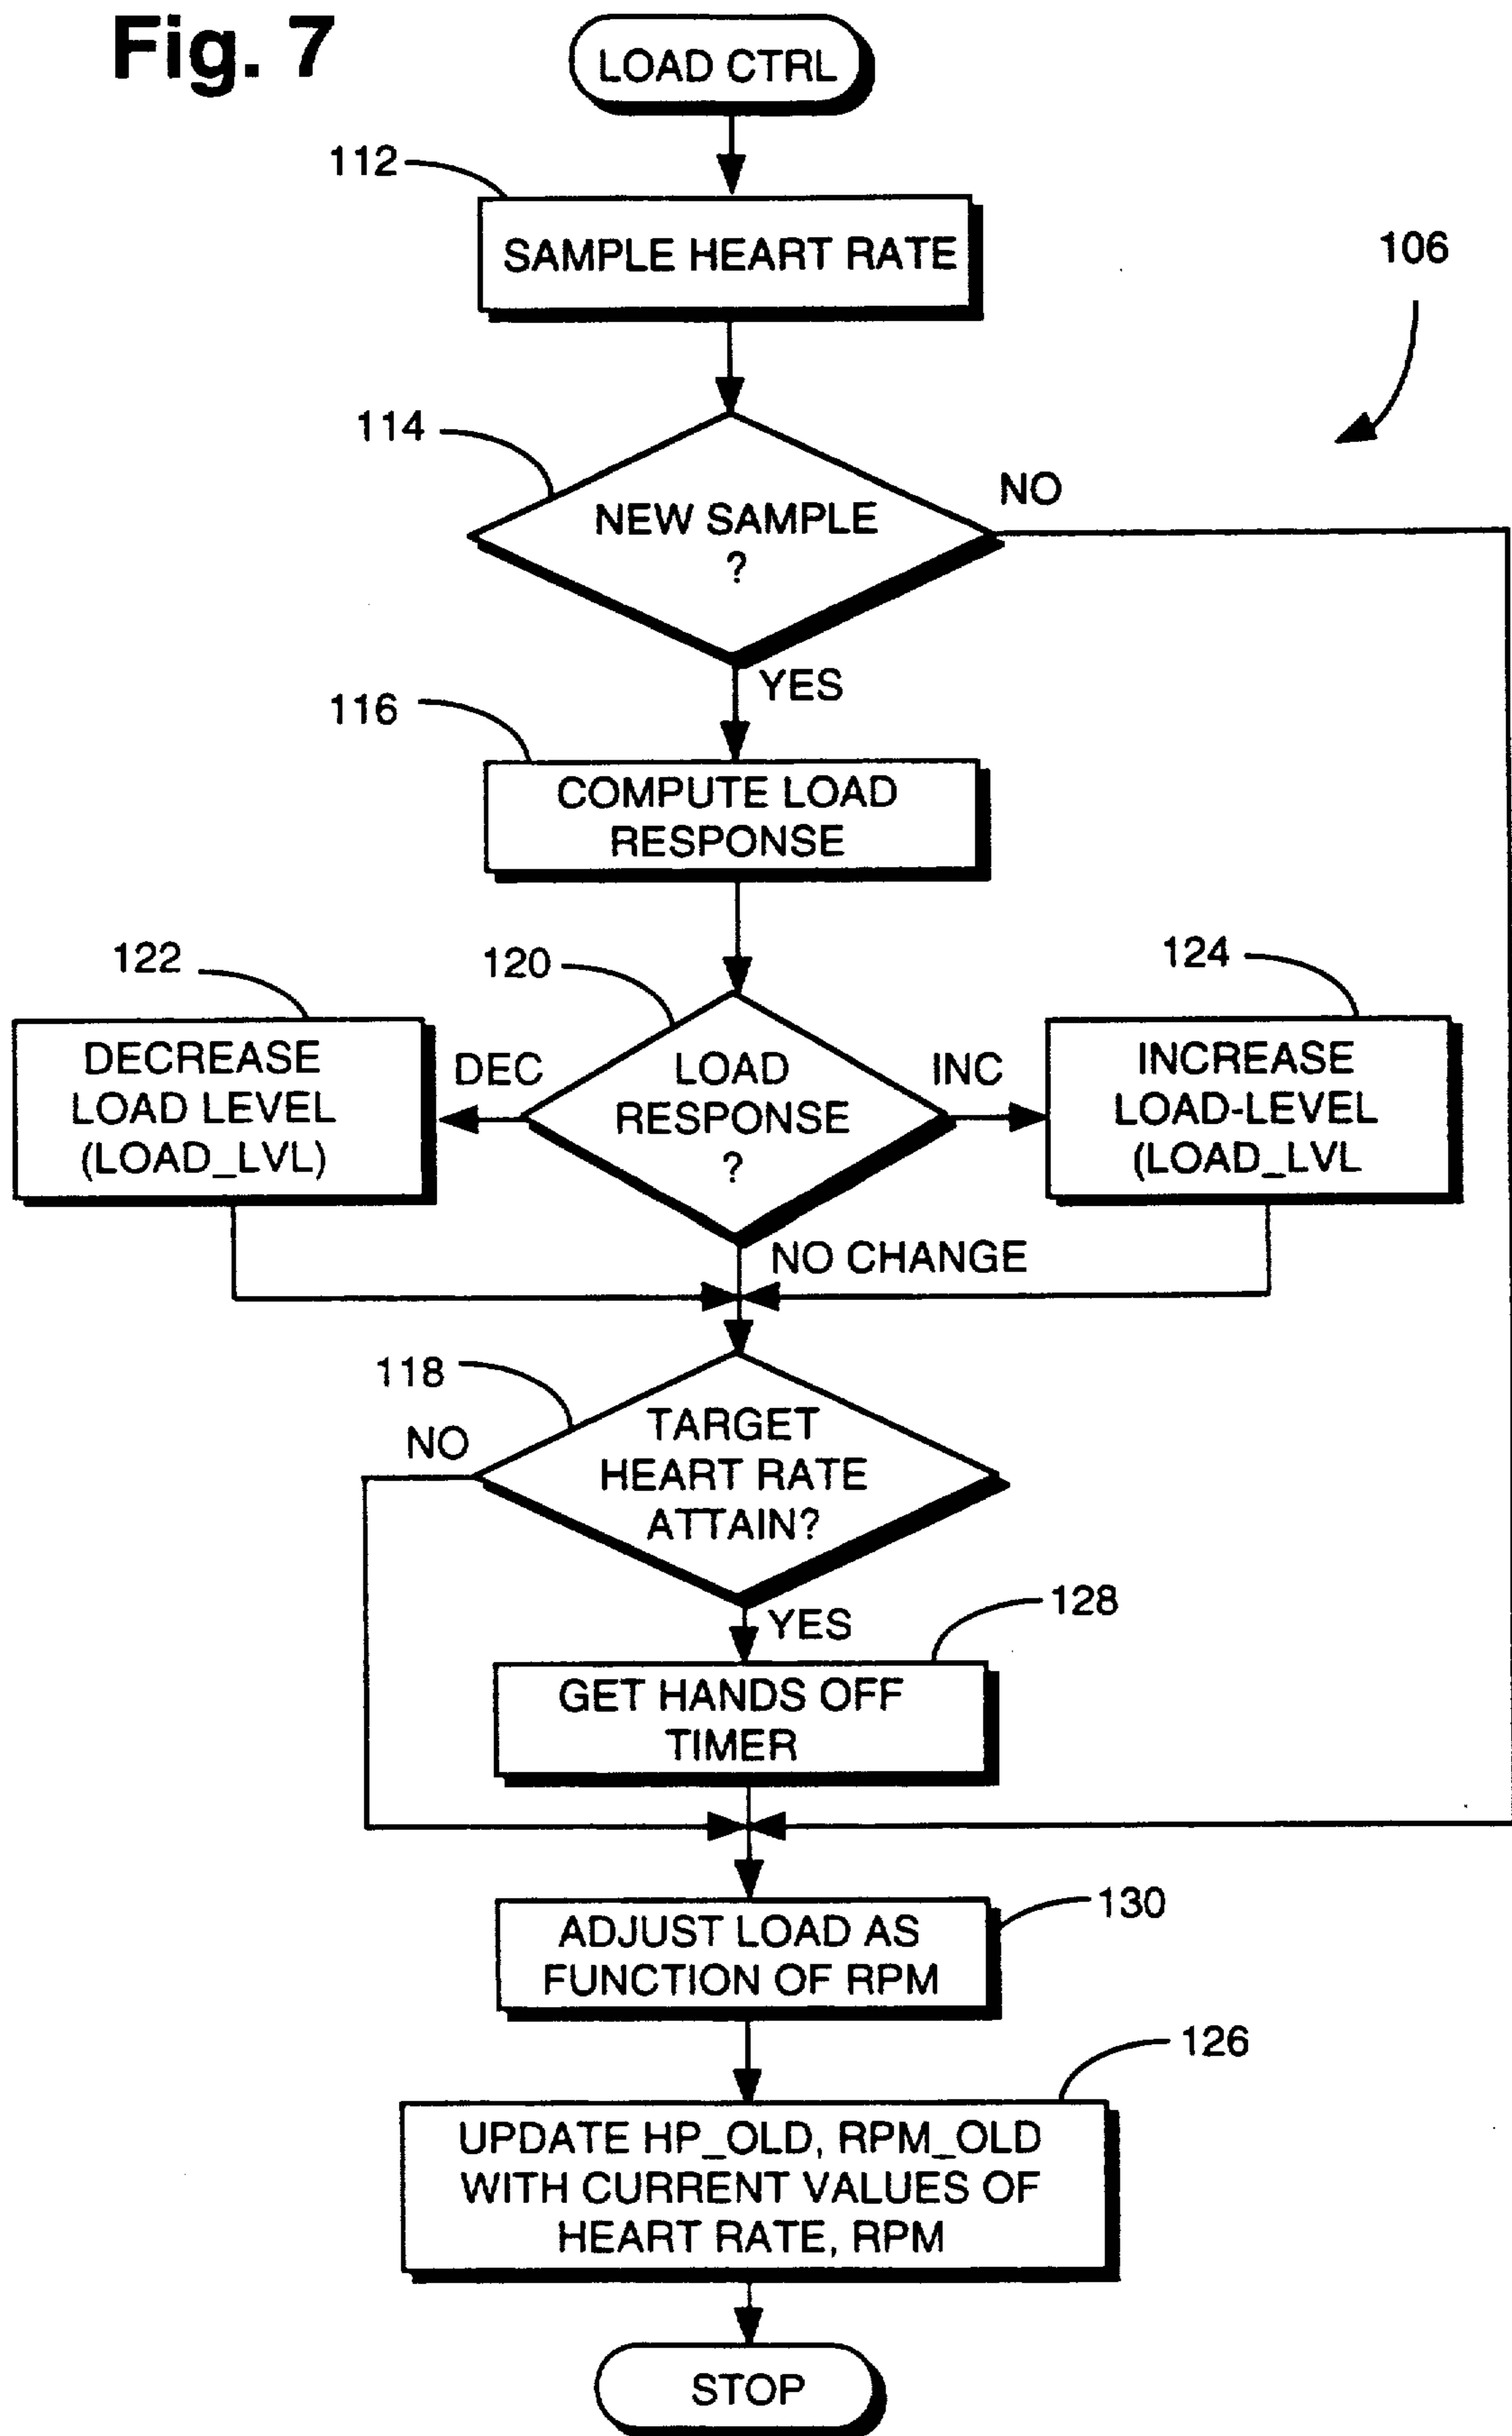 Fig. 7
LOAD CTRL
112
SAMPLE HEART RATE
106
114
NEW SAMPLE
?
NO
YES
116
COMPUTE LOAD
RESPONSE
122
120
124
DECREASE
LOAD LEVEL
(LOAD_LVL)
DEC
LOAD
RESPONSE
?
INC
INCREASE
LOAD-LEVEL
(LOAD_LVL
NO CHANGE
118
NO
TARGET
HEART RATE
ATTAIN?
YES
128
GET HANDS OFF
TIMER
130
ADJUST LOAD AS
FUNCTION OF RPM
126
UPDATE HP_OLD, RPM_OLD
WITH CURRENT VALUES OF
HEART RATE, RPM
STOP